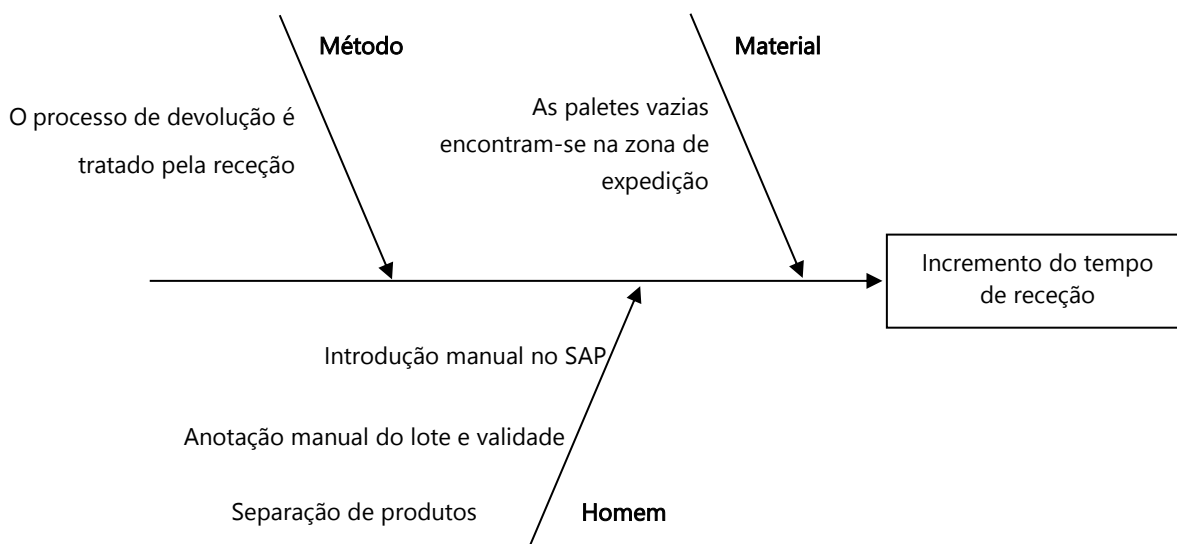 Método
Material
O processo de devolução é
tratado pela receção
As paletes vazias
encontram-se na zona de
expedição
Incremento do tempo
de receção
Introdução manual no SAP
Anotação manual do lote e validade
Separação de produtos
Homem